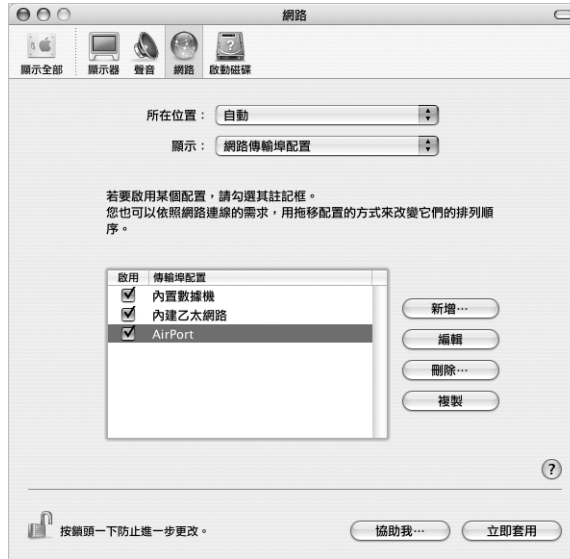 網路
顯示全部 顯示器 聲音 網路 啟動磁碟
所在位置： 自動
顯示： 網路傳輸埠配置
若要啟用某個配置，請勾選其註記框。
您也可以依照網路連線的需求，用拖移配置的方式來改變它們的排列順
序。
啟用 傳輸埠配置
內置數據機
內建乙太網路
AirPort
新增…
編輯
刪除…
複製
?
按鎖頭一下防止進一步更改。
協助我… 立即套用